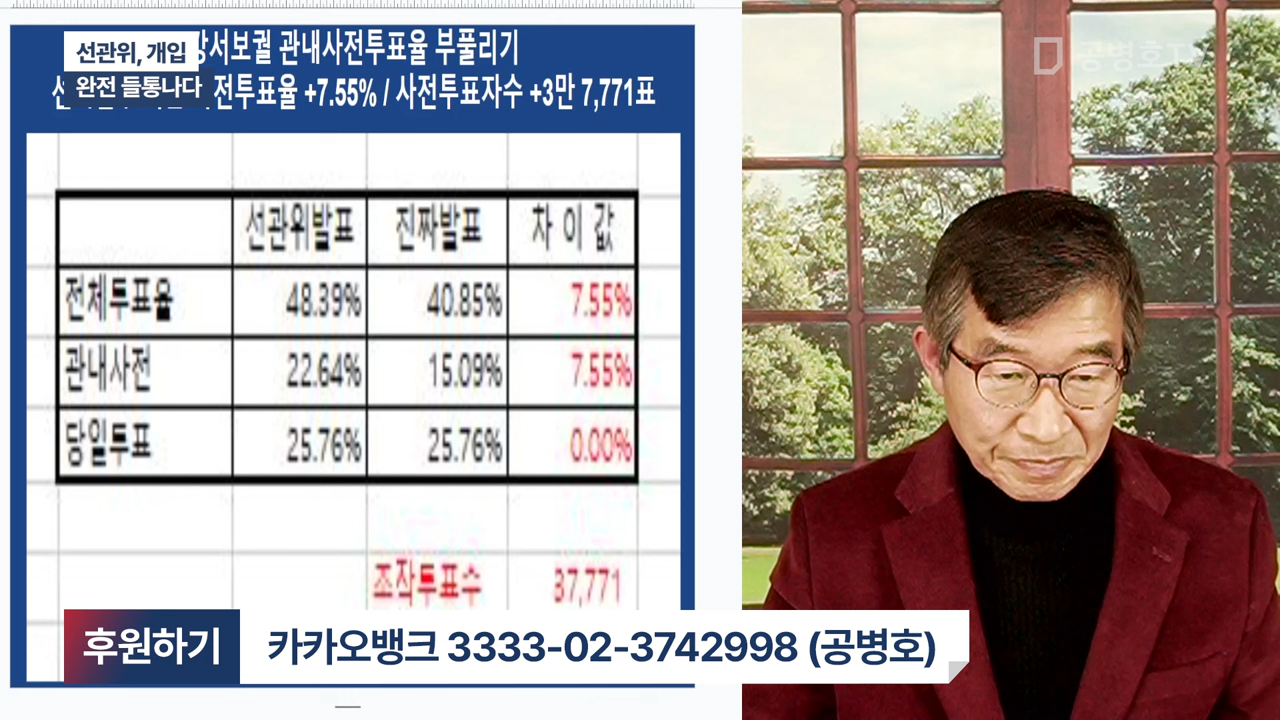 선관위, 개입
완전 들통나다
강서보궐 관내사전투표율 부풀리기
전투표율 +7.55% / 사전투표자수 +3만 7,771표
공병호TV
선관위발표 진짜발표 차 이 값
전체투표율 48.39% 40.85% 7.55%
관내사전 22.64% 15.09% 7.55%
당일투표 25.76% 25.76% 0.00%
조작투표수 37,771
후원하기 카카오뱅크 3333-02-3742998 (공병호)